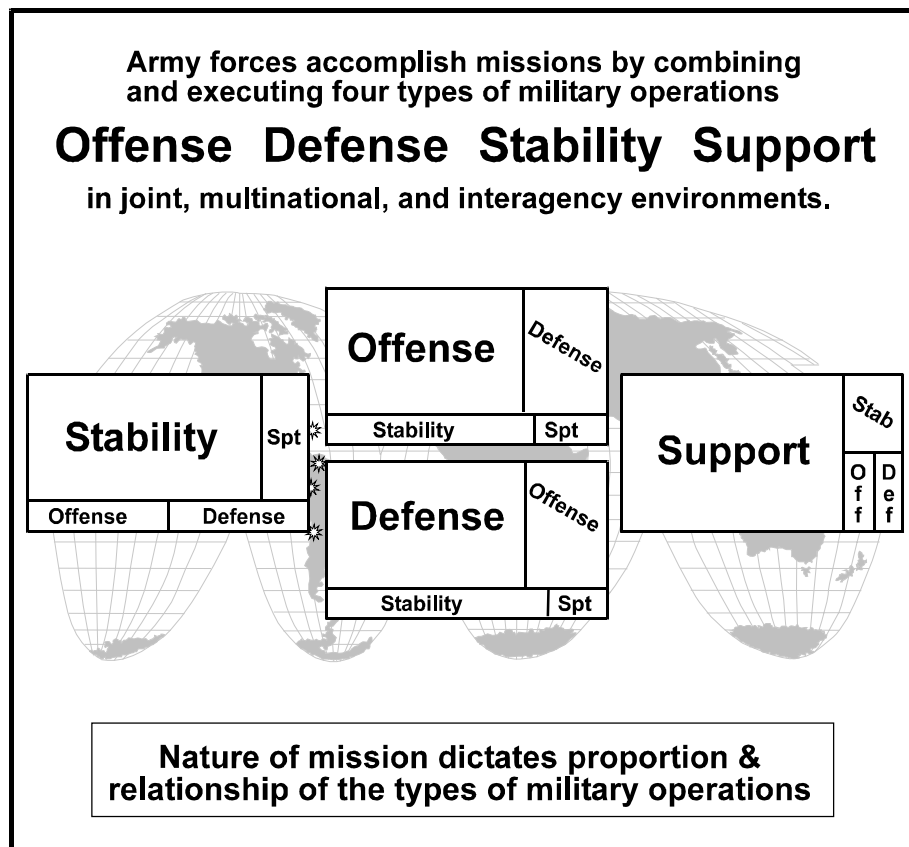 Army forces accomplish missions by combining
and executing four types of military operations
Offense Defense Stability Support
in joint, multinational, and interagency environments.
Offense
Defense
Stability
Spt
Stability
Spt
Offense
Defense
Defense
Offense
Stability
Spt
Support
Stab
Off
Def
Nature of mission dictates proportion &
relationship of the types of military operations